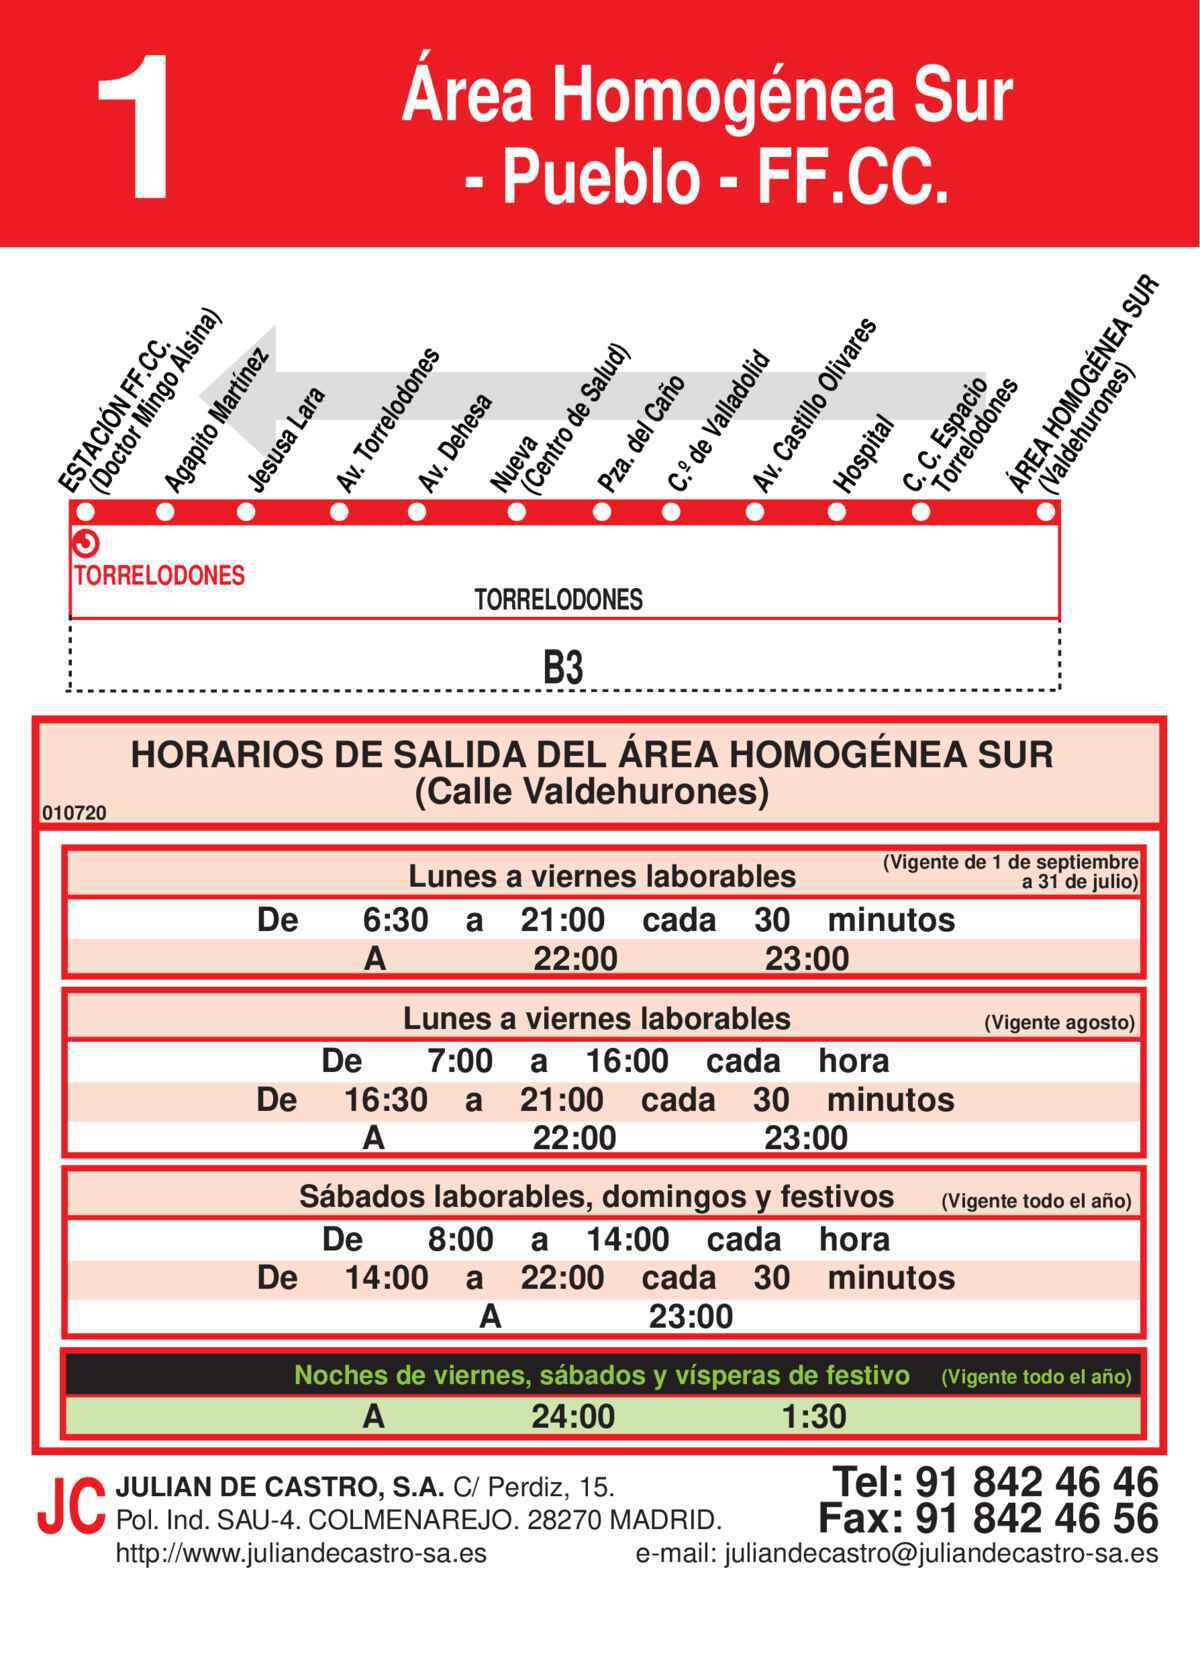 1
Área Homogénea Sur
- Pueblo - FF.CC.
ESTACIÓN FF.CC.
(Doctor Mingo Alsina)
Agapito Martínez
Jesusa Lara
Av. Torrelodones
Av. Dehesa
Nueva
(Centro de Salud)
Pza. del Caño
C.º de Valladolid
Av. Castillo Olivares
Hospital
C. C. Espacio
Torrelodones
ÁREA HOMOGÉNEA SUR
(Valdehurones)
TORRELODONES
TORRELODONES
B3
HORARIOS DE SALIDA DEL ÁREA HOMOGÉNEA SUR
(Calle Valdehurones)
010720
Lunes a viernes laborables
(Vigente de 1 de septiembre
a 31 de julio)
De 6:30 a 21:00 cada 30 minutos
A 22:00 23:00
Lunes a viernes laborables (Vigente agosto)
De 7:00 a 16:00 cada hora
De 16:30 a 21:00 cada 30 minutos
A 22:00 23:00
Sábados laborables, domingos y festivos (Vigente todo el año)
De 8:00 a 14:00 cada hora
De 14:00 a 22:00 cada 30 minutos
A 23:00
Noches de viernes, sábados y vísperas de festivo (Vigente todo el año)
A 24:00 1:30
JC JULIAN DE CASTRO, S.A. C/ Perdiz, 15.
Pol. Ind. SAU-4. COLMENAREJO. 28270 MADRID.
http://www.juliandecastro-sa.es
Tel: 91 842 46 46
Fax: 91 842 46 56
e-mail: juliandecastro@juliandecastro-sa.es